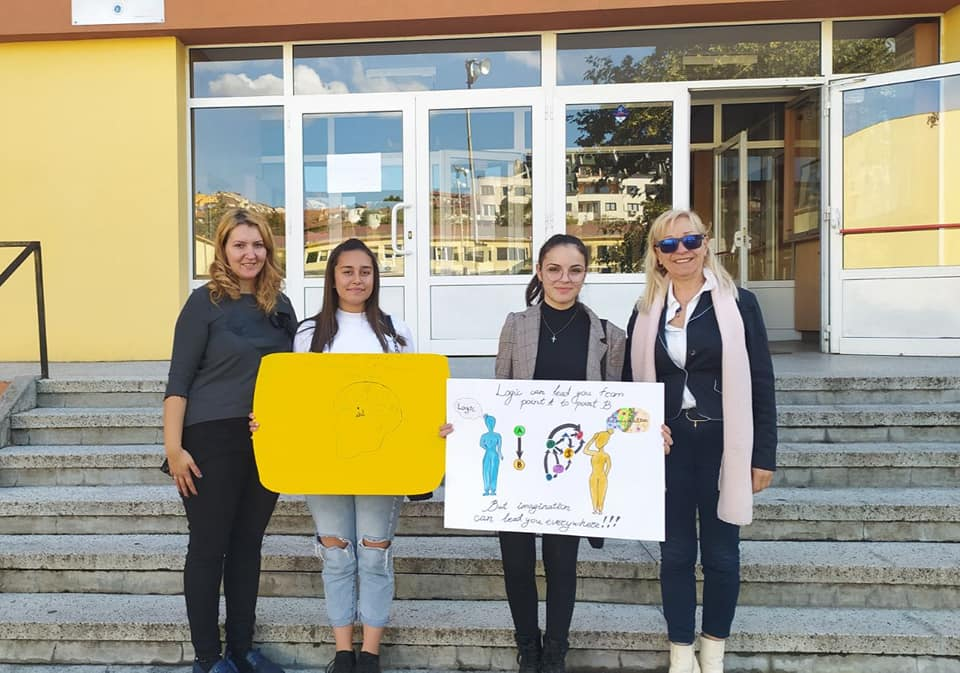 Logic can lead you from
point A to point B
Logic
A
B
But imagination
can lead you everywhere!!!